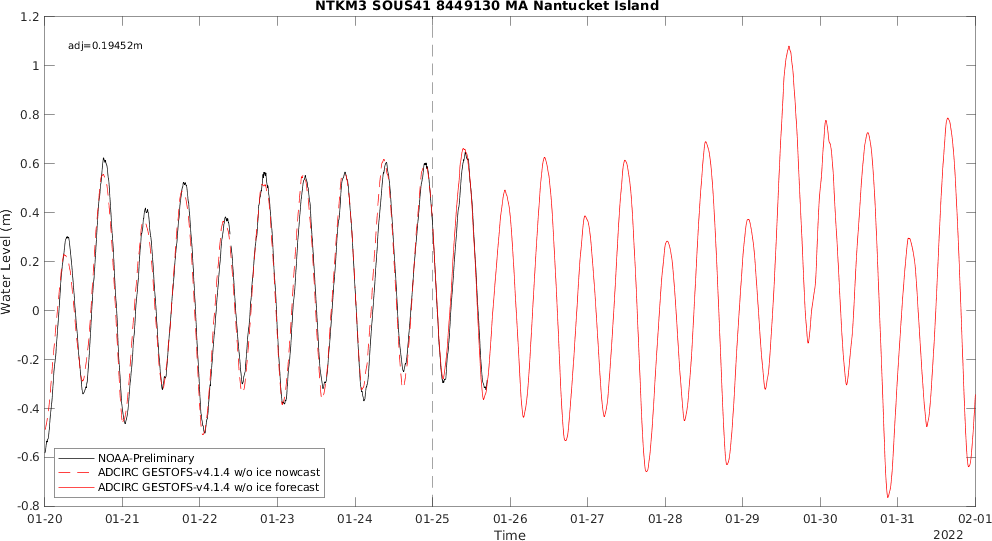 NTKM3 SOUS41 8449130 MA Nantucket Island
adj=0.19452m
Water Level (m)
1.2
1
0.8
0.6
0.4
0.2
0
-0.2
-0.4
-0.6
-0.8
NOAA-Preliminary
ADCIRC GESTOFS-v4.1.4 w/o ice nowcast
ADCIRC GESTOFS-v4.1.4 w/o ice forecast
01-20 01-21 01-22 01-23 01-24 01-25 01-26 01-27 01-28 01-29 01-30 01-31 02-01
Time
2022